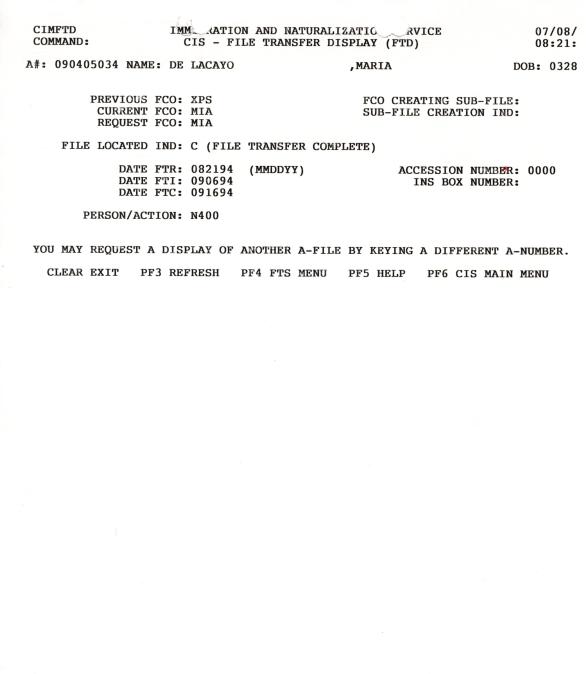 CIMFTD IMM RATION AND NATURALIZATIO RVICE 07/08/
COMMAND: CIS - FILE TRANSFER DISPLAY (FTD) 08:21:
A#: 090405034 NAME: DE LACAYO ,MARIA DOB: 0328
PREVIOUS FCO: XPS FCO CREATING SUB-FILE:
CURRENT FCO: MIA SUB-FILE CREATION IND:
REQUEST FCO: MIA
FILE LOCATED IND: C (FILE TRANSFER COMPLETE)
DATE FTR: 082194 (MMDDYY) ACCESSION NUMBER: 0000
DATE FTI: 090694 INS BOX NUMBER:
DATE FTC: 091694
PERSON/ACTION: N400
YOU MAY REQUEST A DISPLAY OF ANOTHER A-FILE BY KEYING A DIFFERENT A-NUMBER.
CLEAR EXIT PF3 REFRESH PF4 FTS MENU PF5 HELP PF6 CIS MAIN MENU